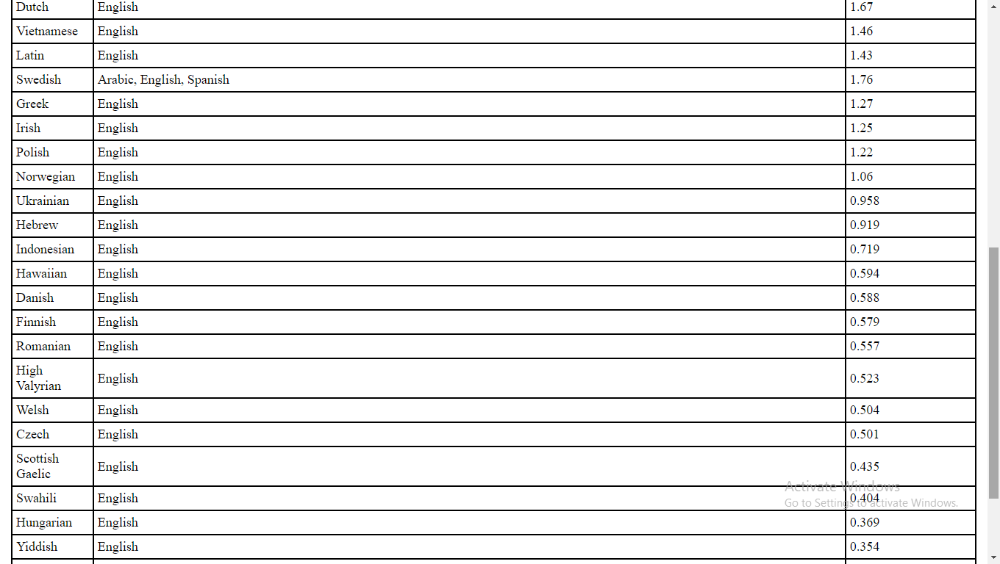 Dutch English 1.67
Vietnamese English 1.46
Latin English 1.43
Swedish Arabic, English, Spanish 1.76
Greek English 1.27
Irish English 1.25
Polish English 1.22
Norwegian English 1.06
Ukrainian English 0.958
Hebrew English 0.919
Indonesian English 0.719
Hawaiian English 0.594
Danish English 0.588
Finnish English 0.579
Romanian English 0.557
High
Valyrian English 0.523
Welsh English 0.504
Czech English 0.501
Scottish
Gaelic English 0.435
Activate Windows
Swahili English 0.404
Go to Settings to activate Windows.
Hungarian English 0.369
Yiddish English 0.354